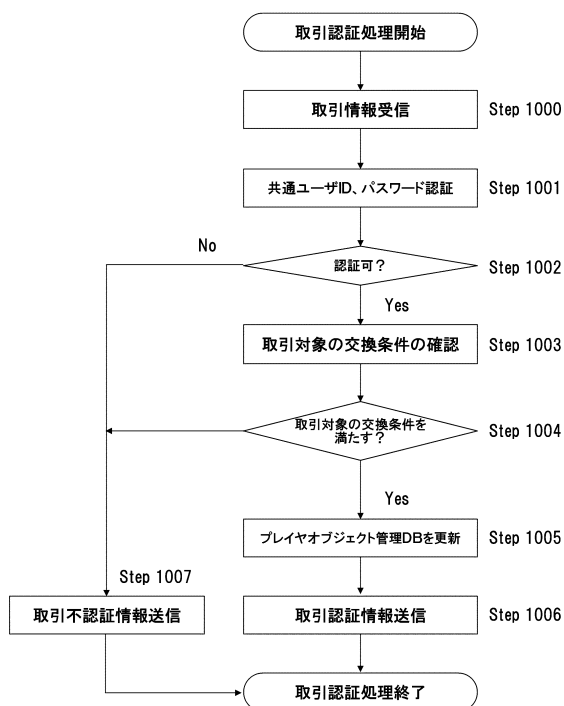 取引認証処理開始
取引情報受信
Step 1000
共通ユーザID、パスワード認証
Step 1001
No
認証可？
Step 1002
Yes
取引対象の交換条件の確認
Step 1003
取引対象の交換条件を
満たす？
Step 1004
Yes
プレイヤオブジェクト管理DBを更新
Step 1005
Step 1007
取引不認証情報送信
取引認証情報送信
Step 1006
取引認証処理終了